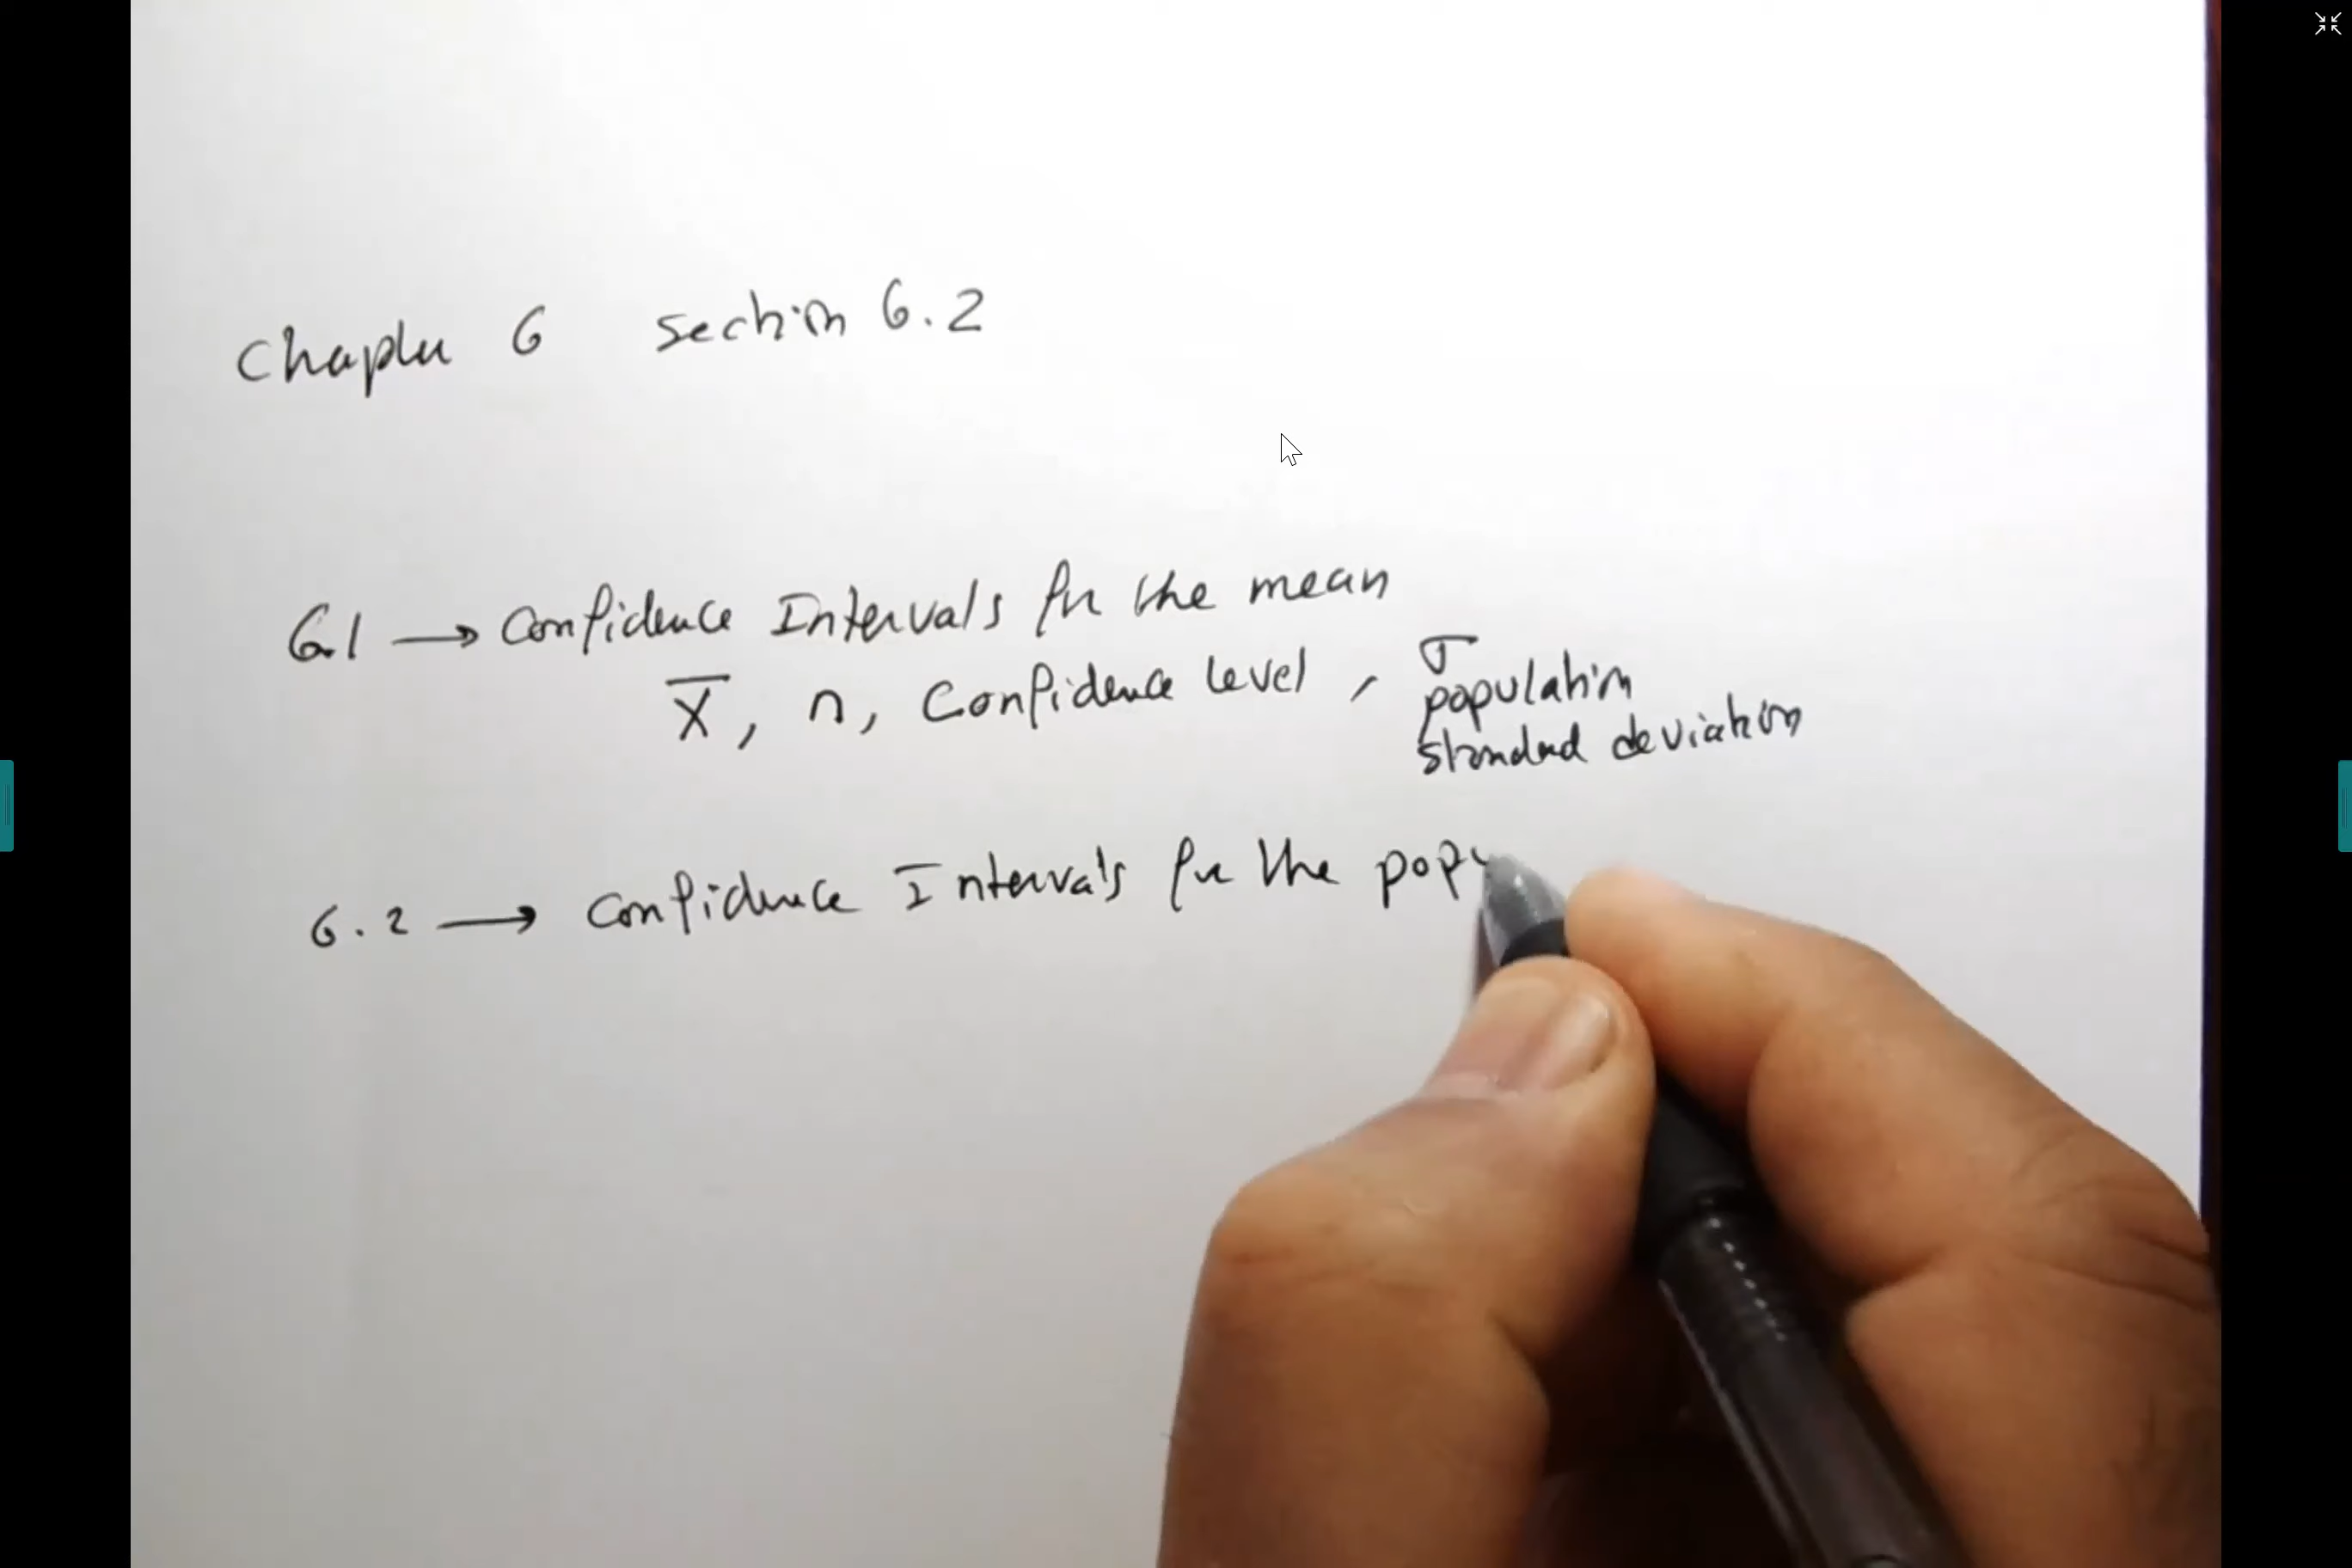 Chapter 6 section 6.2
6.1 → Confidence Intervals for the mean
X̄, n, Confidence level, σ
population
standard deviation
6.2 → Confidence Intervals for the popu